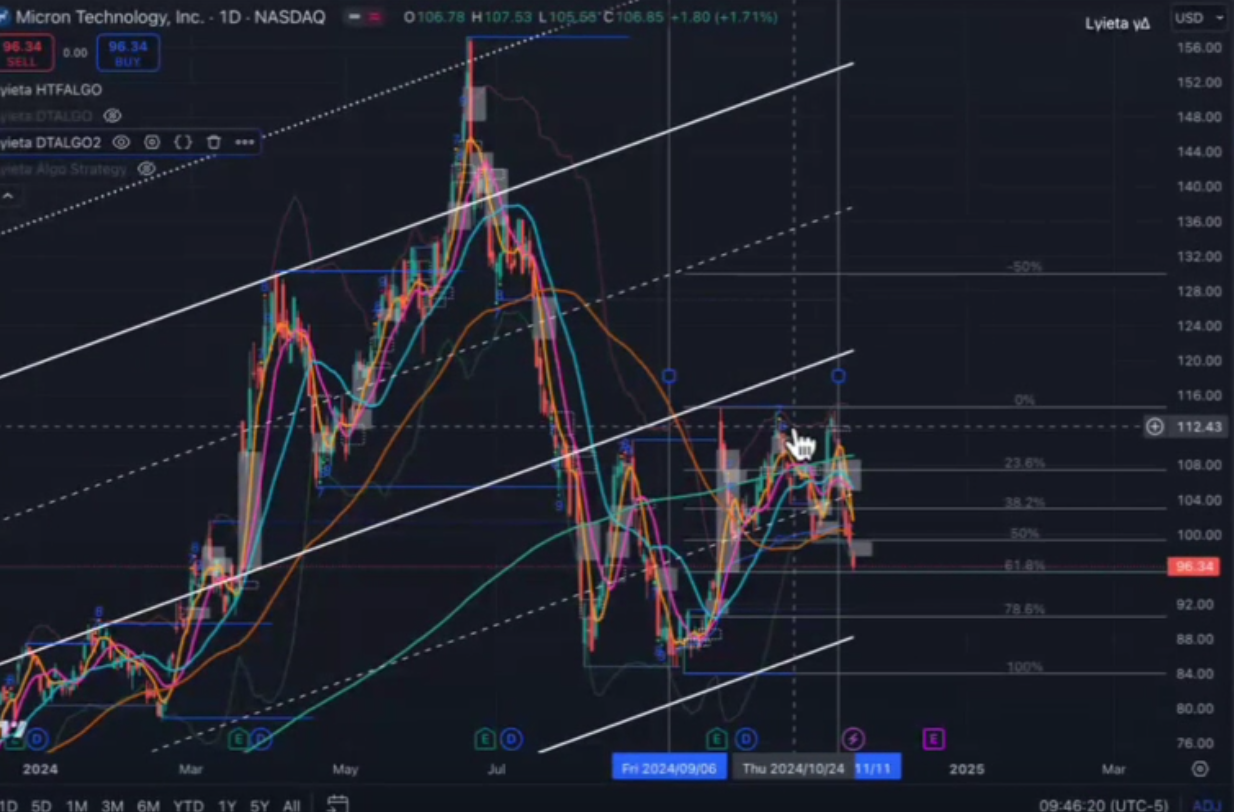 Micron Technology, Inc. · 1D · NASDAQ O106.78 H107.53 L105.58 C106.85 +1.80 (+1.71%)
Lyieta yΔ
USD
96.34 SELL 0.00 96.34 BUY
yieta HTFALGO
yieta DTALGO
yieta DTALGO2
yieta Algo Strategy
156.00
152.00
148.00
144.00
140.00
136.00
132.00
-50%
128.00
124.00
120.00
116.00
0%
112.43
108.00
23.6%
104.00
38.2%
100.00
50%
96.34
61.8%
92.00
78.6%
88.00
84.00
100%
80.00
76.00
E D E D E D E D E
Fri 2024/09/06 Thu 2024/10/24 11/11
2024 Mar May Jul 2025 Mar
1D 5D 1M 3M 6M YTD 1Y 5Y All 09:46:20 (UTC-5) ADJ